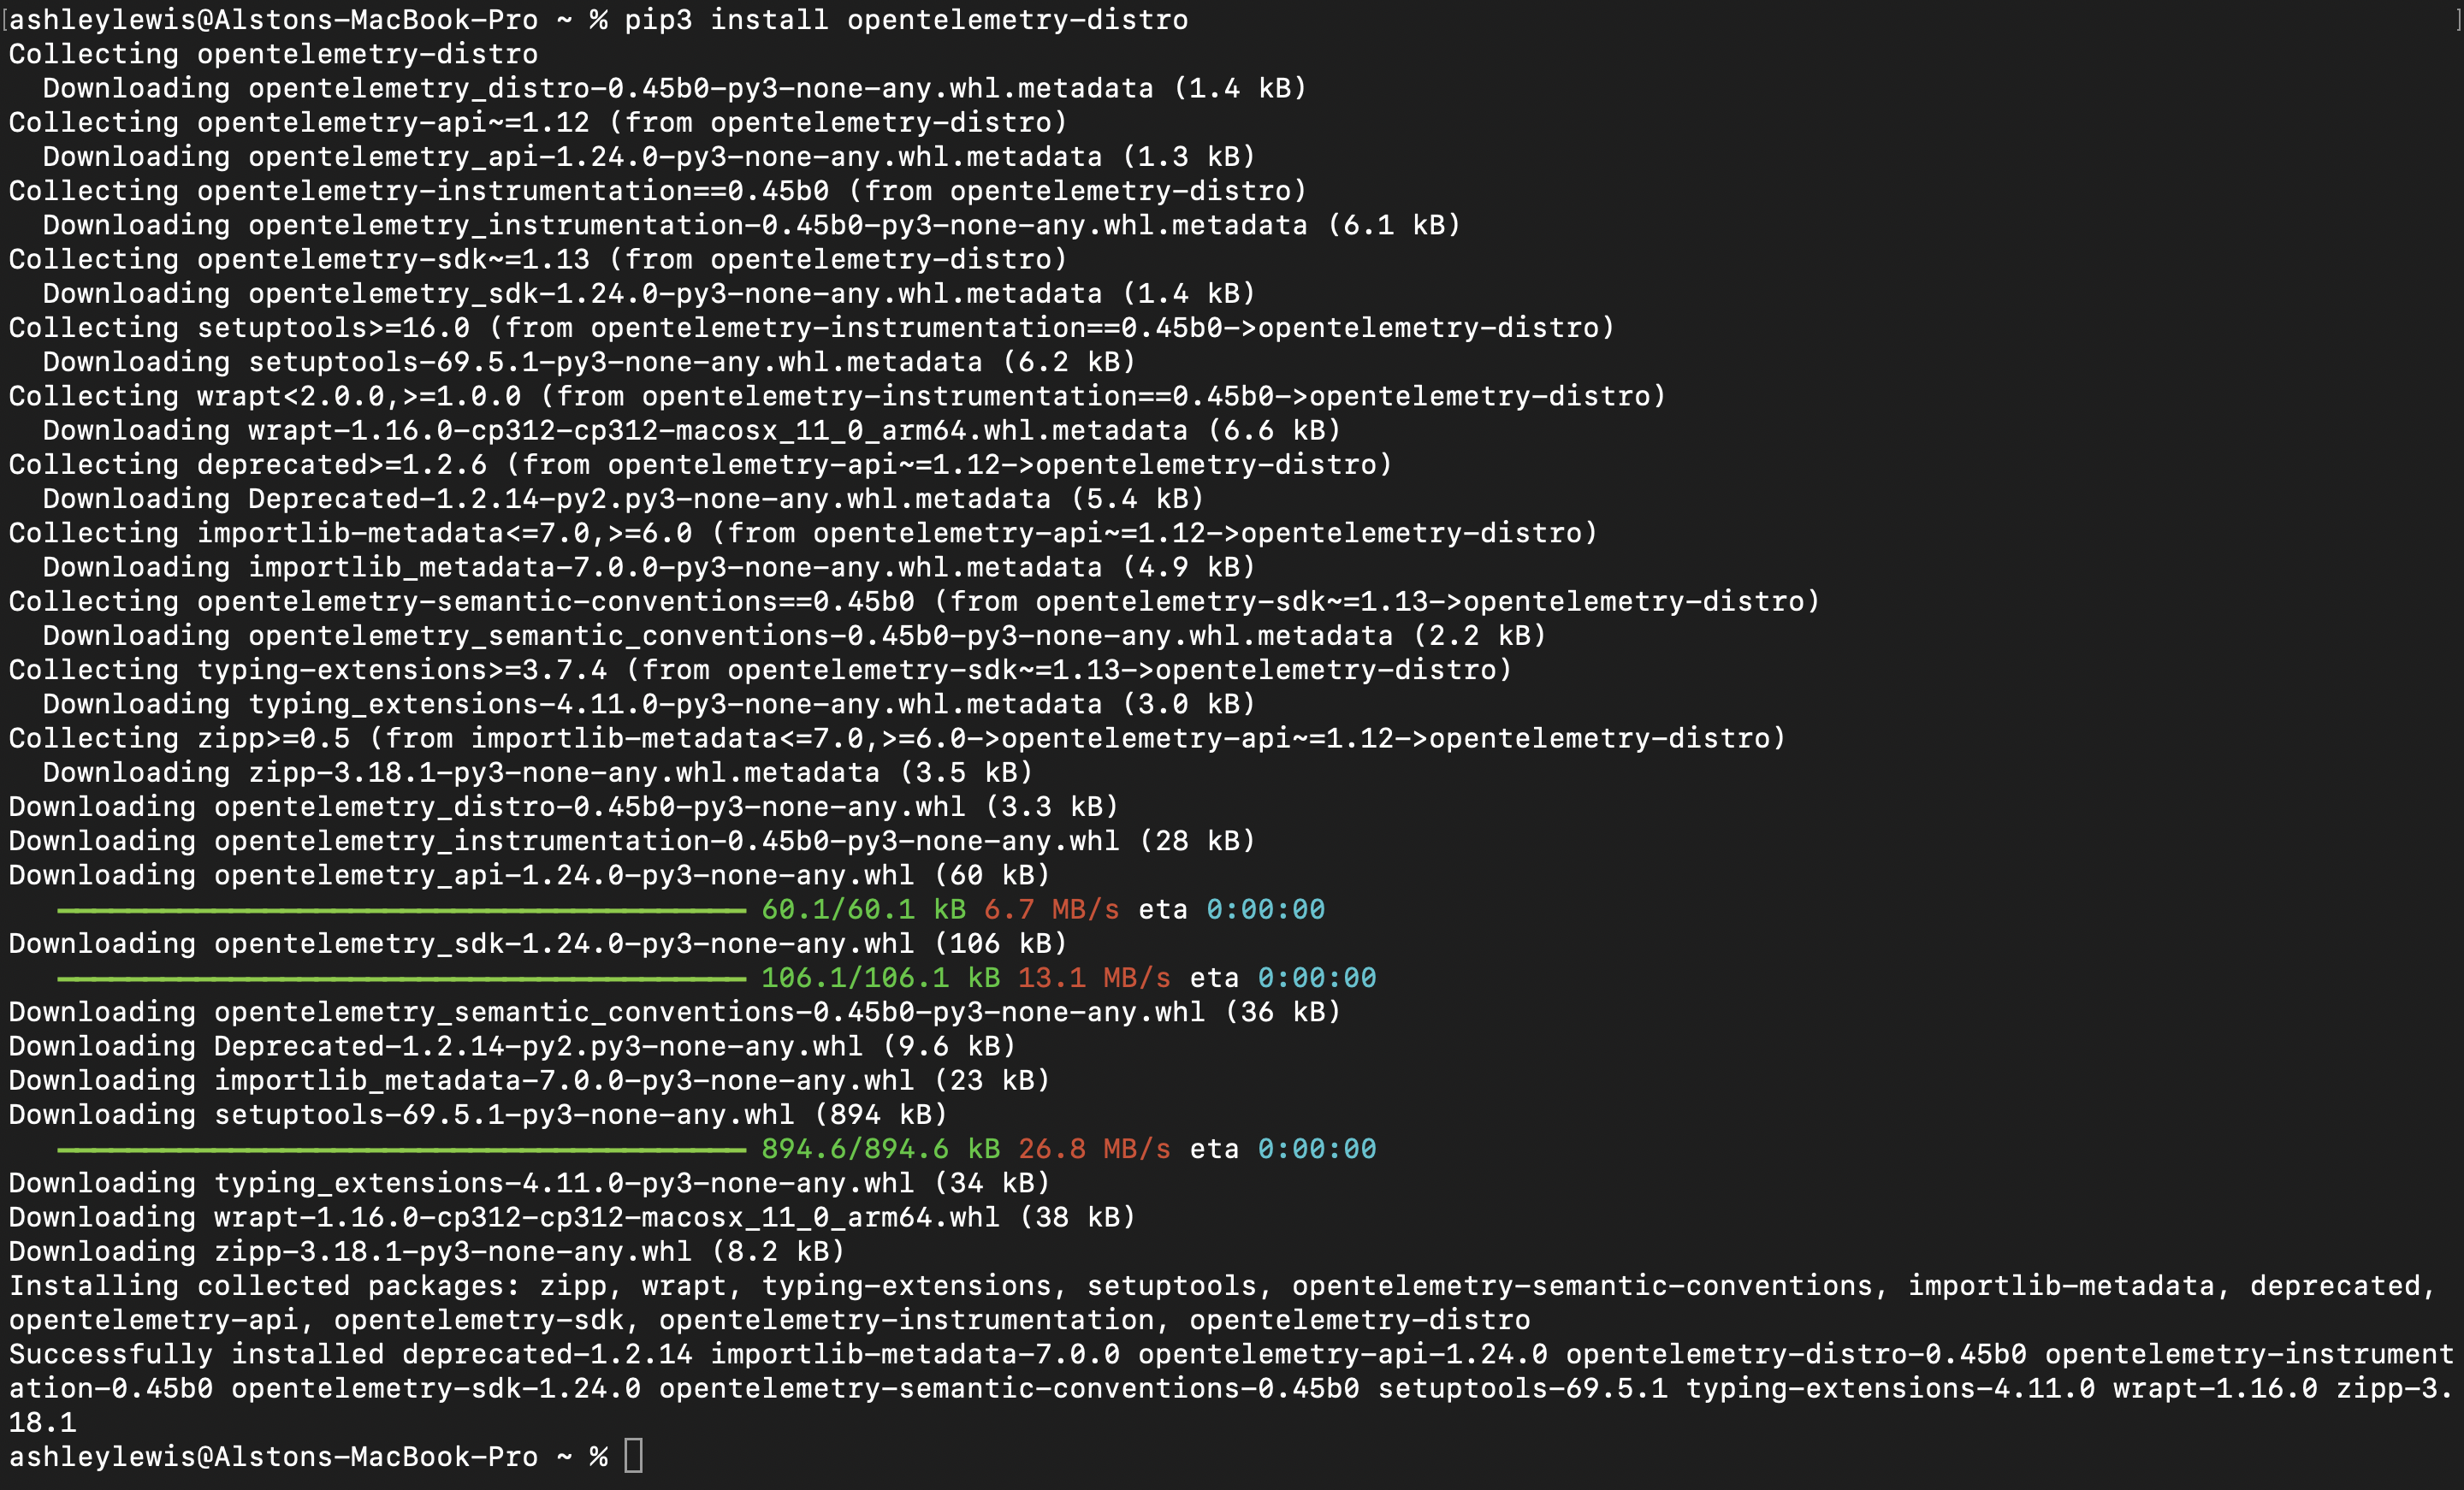 [ashleylewis@Alstons-MacBook-Pro ~ % pip3 install opentelemetry-distro ]
Collecting opentelemetry-distro
  Downloading opentelemetry_distro-0.45b0-py3-none-any.whl.metadata (1.4 kB)
Collecting opentelemetry-api~=1.12 (from opentelemetry-distro)
  Downloading opentelemetry_api-1.24.0-py3-none-any.whl.metadata (1.3 kB)
Collecting opentelemetry-instrumentation==0.45b0 (from opentelemetry-distro)
  Downloading opentelemetry_instrumentation-0.45b0-py3-none-any.whl.metadata (6.1 kB)
Collecting opentelemetry-sdk~=1.13 (from opentelemetry-distro)
  Downloading opentelemetry_sdk-1.24.0-py3-none-any.whl.metadata (1.4 kB)
Collecting setuptools>=16.0 (from opentelemetry-instrumentation==0.45b0->opentelemetry-distro)
  Downloading setuptools-69.5.1-py3-none-any.whl.metadata (6.2 kB)
Collecting wrapt<2.0.0,>=1.0.0 (from opentelemetry-instrumentation==0.45b0->opentelemetry-distro)
  Downloading wrapt-1.16.0-cp312-cp312-macosx_11_0_arm64.whl.metadata (6.6 kB)
Collecting deprecated>=1.2.6 (from opentelemetry-api~=1.12->opentelemetry-distro)
  Downloading Deprecated-1.2.14-py2.py3-none-any.whl.metadata (5.4 kB)
Collecting importlib-metadata<=7.0,>=6.0 (from opentelemetry-api~=1.12->opentelemetry-distro)
  Downloading importlib_metadata-7.0.0-py3-none-any.whl.metadata (4.9 kB)
Collecting opentelemetry-semantic-conventions==0.45b0 (from opentelemetry-sdk~=1.13->opentelemetry-distro)
  Downloading opentelemetry_semantic_conventions-0.45b0-py3-none-any.whl.metadata (2.2 kB)
Collecting typing-extensions>=3.7.4 (from opentelemetry-sdk~=1.13->opentelemetry-distro)
  Downloading typing_extensions-4.11.0-py3-none-any.whl.metadata (3.0 kB)
Collecting zipp>=0.5 (from importlib-metadata<=7.0,>=6.0->opentelemetry-api~=1.12->opentelemetry-distro)
  Downloading zipp-3.18.1-py3-none-any.whl.metadata (3.5 kB)
Downloading opentelemetry_distro-0.45b0-py3-none-any.whl (3.3 kB)
Downloading opentelemetry_instrumentation-0.45b0-py3-none-any.whl (28 kB)
Downloading opentelemetry_api-1.24.0-py3-none-any.whl (60 kB)
60.1/60.1 kB 6.7 MB/s eta 0:00:00
Downloading opentelemetry_sdk-1.24.0-py3-none-any.whl (106 kB)
106.1/106.1 kB 13.1 MB/s eta 0:00:00
Downloading opentelemetry_semantic_conventions-0.45b0-py3-none-any.whl (36 kB)
Downloading Deprecated-1.2.14-py2.py3-none-any.whl (9.6 kB)
Downloading importlib_metadata-7.0.0-py3-none-any.whl (23 kB)
Downloading setuptools-69.5.1-py3-none-any.whl (894 kB)
894.6/894.6 kB 26.8 MB/s eta 0:00:00
Downloading typing_extensions-4.11.0-py3-none-any.whl (34 kB)
Downloading wrapt-1.16.0-cp312-cp312-macosx_11_0_arm64.whl (38 kB)
Downloading zipp-3.18.1-py3-none-any.whl (8.2 kB)
Installing collected packages: zipp, wrapt, typing-extensions, setuptools, opentelemetry-semantic-conventions, importlib-metadata, deprecated,
opentelemetry-api, opentelemetry-sdk, opentelemetry-instrumentation, opentelemetry-distro
Successfully installed deprecated-1.2.14 importlib-metadata-7.0.0 opentelemetry-api-1.24.0 opentelemetry-distro-0.45b0 opentelemetry-instrument
ation-0.45b0 opentelemetry-sdk-1.24.0 opentelemetry-semantic-conventions-0.45b0 setuptools-69.5.1 typing-extensions-4.11.0 wrapt-1.16.0 zipp-3.
18.1
ashleylewis@Alstons-MacBook-Pro ~ %